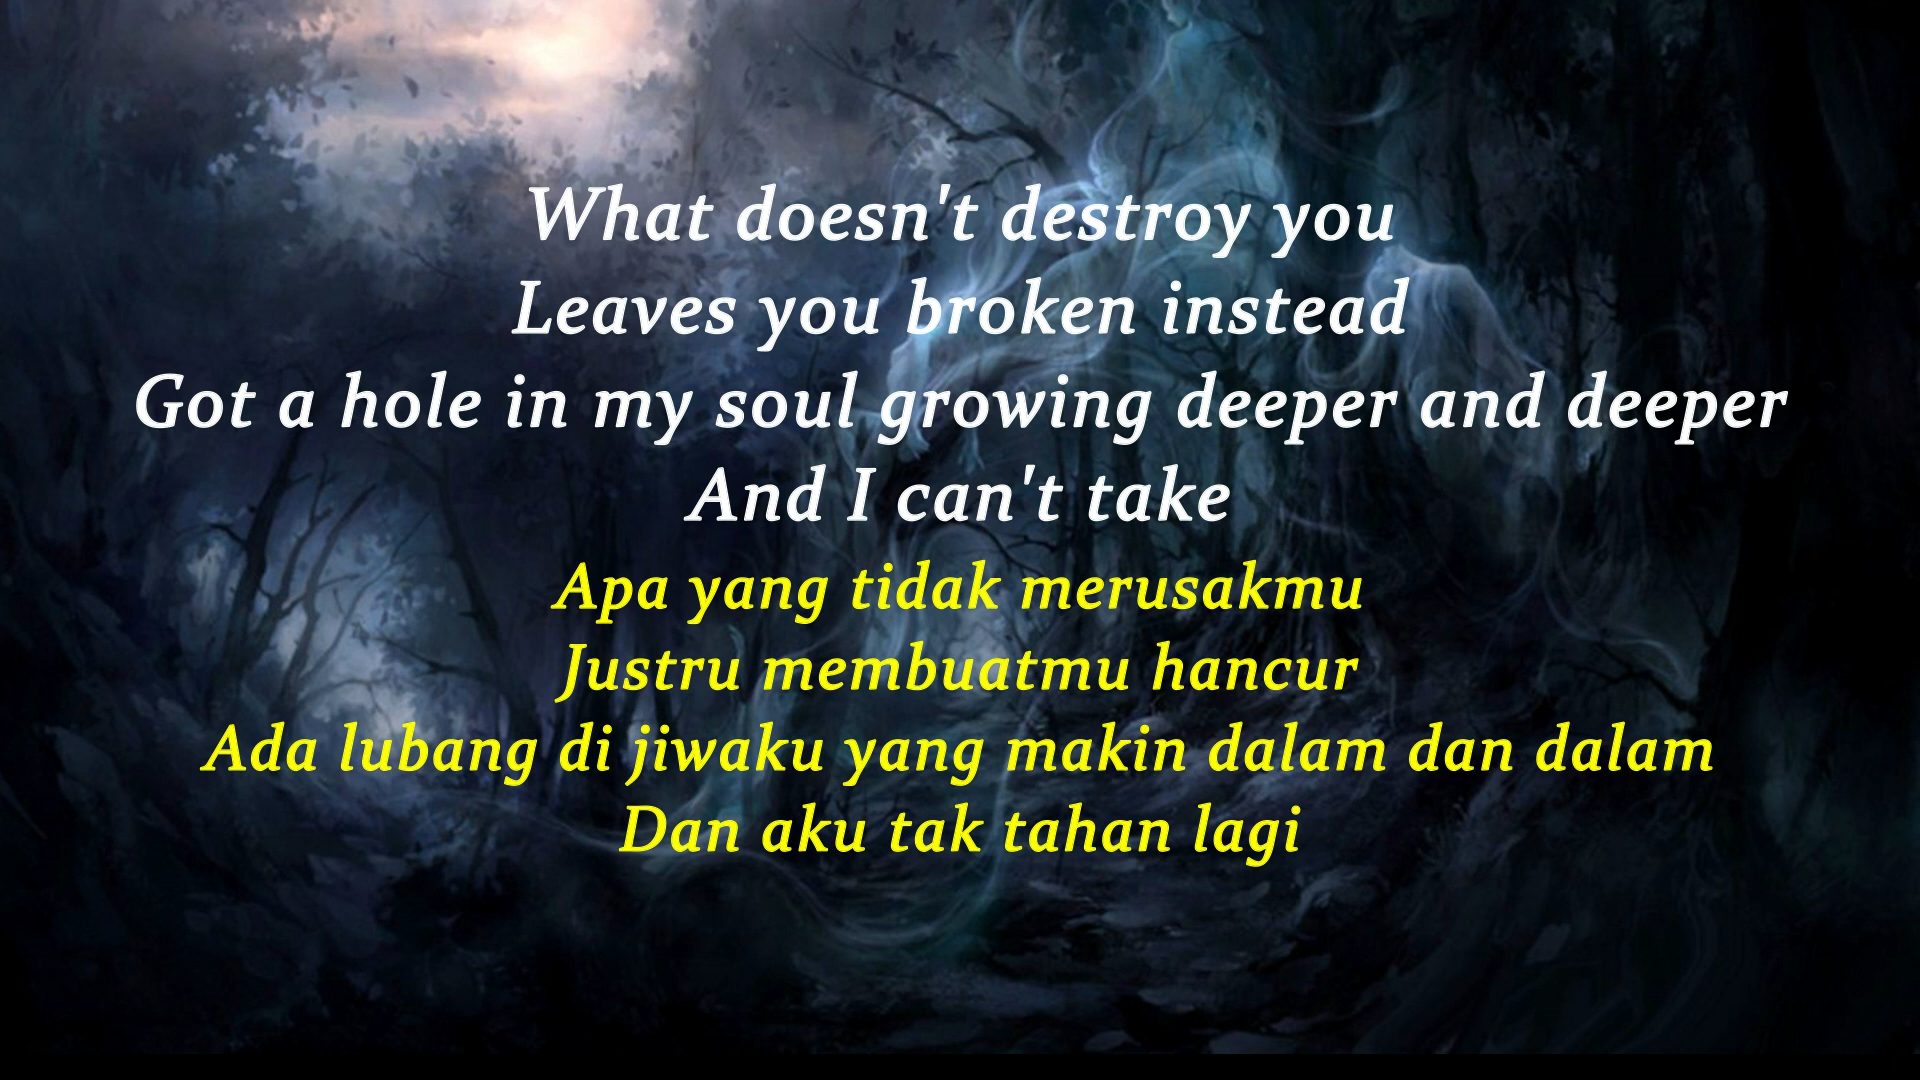 What doesn't destroy you
Leaves you broken instead
Got a hole in my soul growing deeper and deeper
And I can't take
Apa yang tidak merusakmu
Justru membuatmu hancur
Ada lubang di jiwaku yang makin dalam dan dalam
Dan aku tak tahan lagi